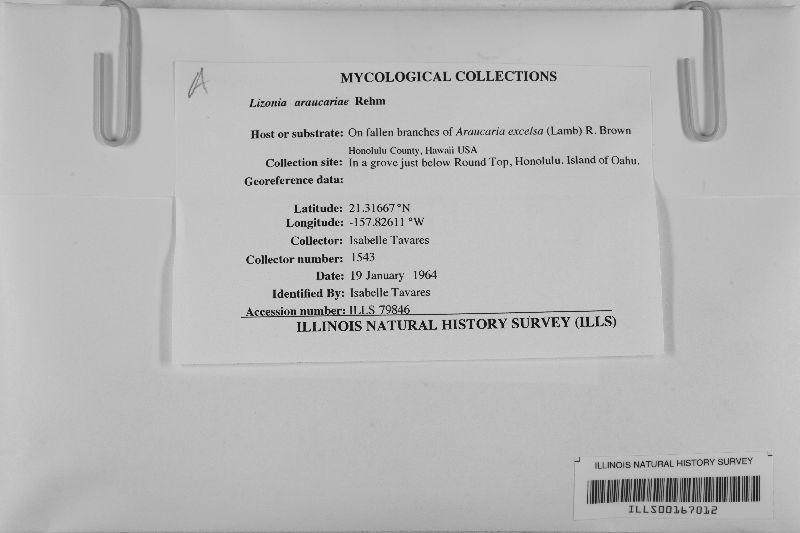 A
MYCOLOGICAL COLLECTIONS
Lizonia araucariae Rehm
Host or substrate: On fallen branches of Araucaria excelsa (Lamb) R. Brown
Honolulu County, Hawaii USA
Collection site: In a grove just below Round Top, Honolulu. Island of Oahu.
Georeference data:
Latitude: 21.31667°N
Longitude: -157.82611 °W
Collector: Isabelle Tavares
Collector number: 1543
Date: 19 January 1964
Identified By: Isabelle Tavares
Accession number: ILLS 79846
ILLINOIS NATURAL HISTORY SURVEY (ILLS)
ILLINOIS NATURAL HISTORY SURVEY
ILLS00167012